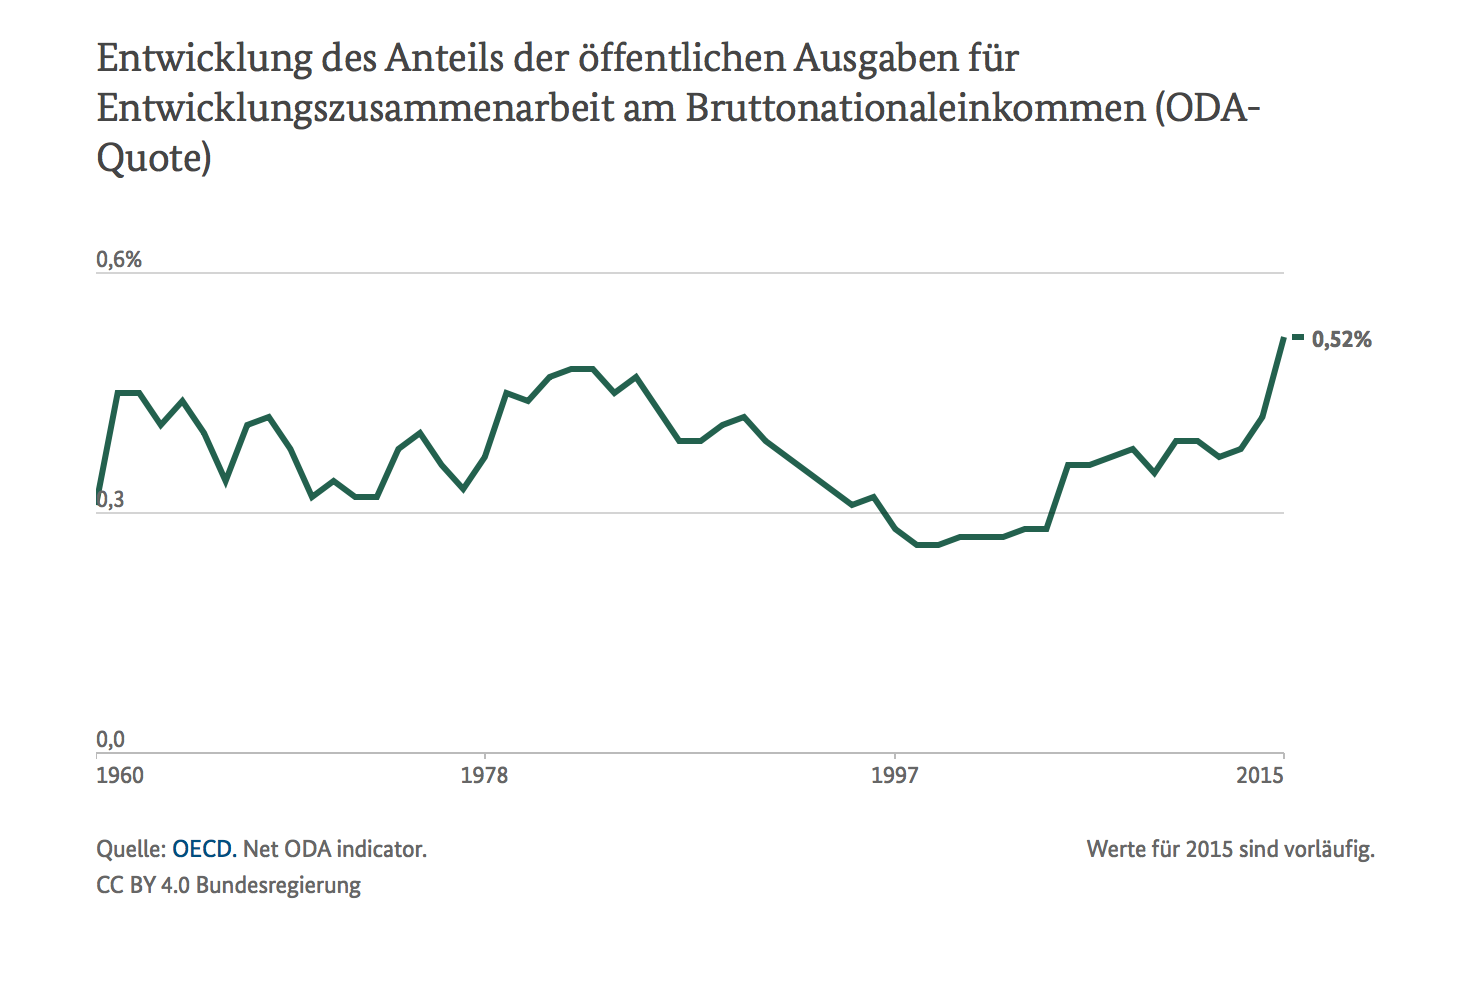 Entwicklung des Anteils der öffentlichen Ausgaben für
Entwicklungszusammenarbeit am Bruttonationaleinkommen (ODA-
Quote)
0,6%
0,52%
0,3
0,0
1960 1978 1997 2015
Quelle: OECD. Net ODA indicator. Werte für 2015 sind vorläufig.
CC BY 4.0 Bundesregierung